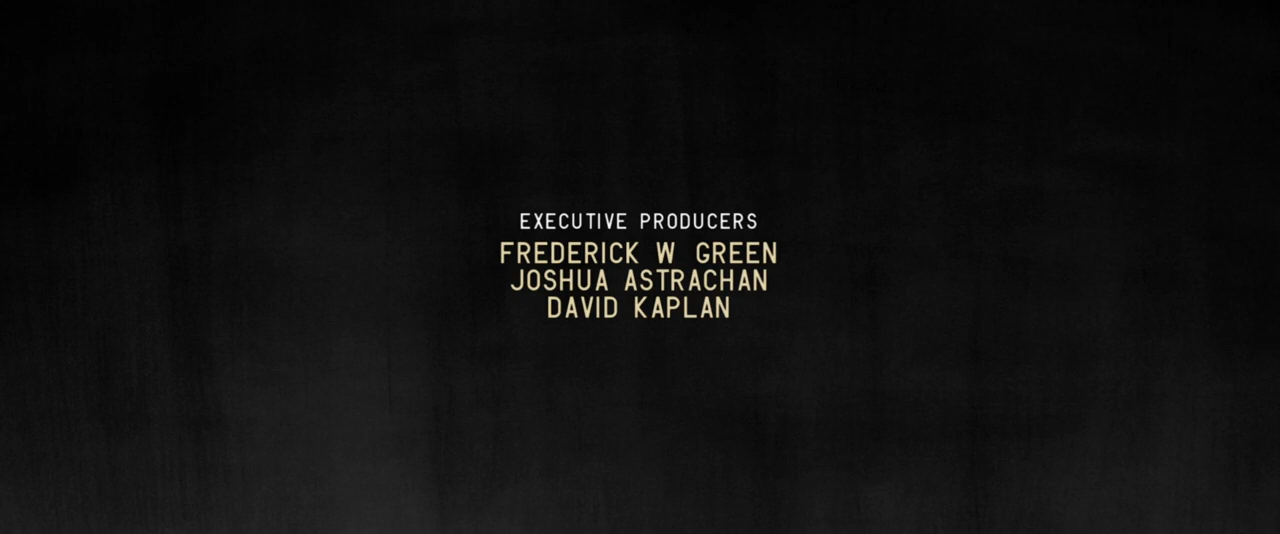 EXECUTIVE PRODUCERS
FREDERICK W GREEN
JOSHUA ASTRACHAN
DAVID KAPLAN